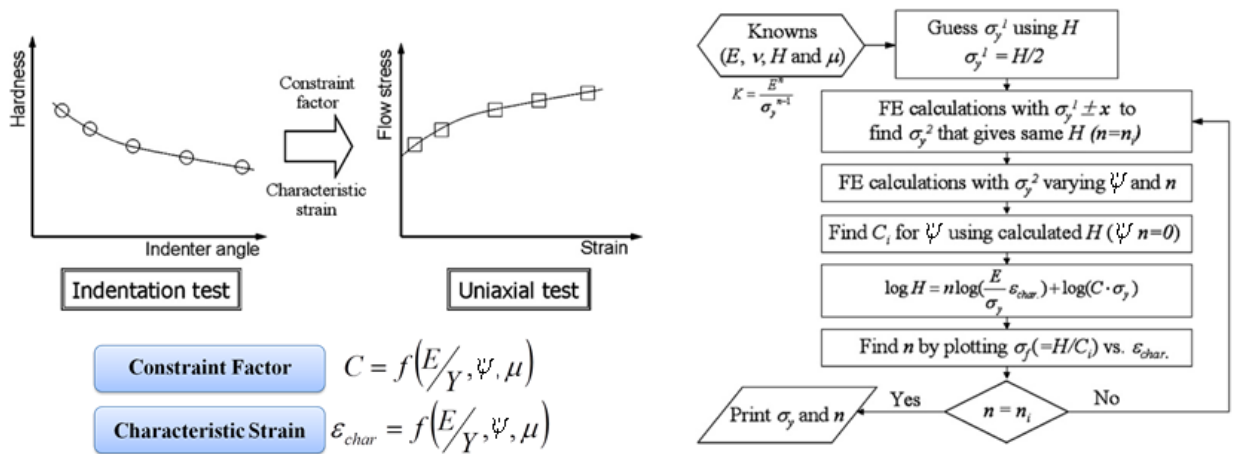 Hardness
Indenter angle
Indentation test
Constraint
factor
Characteristic
strain
Flow stress
Strain
Uniaxial test
Constraint Factor
C = f(E/Y, ψ, μ)
Characteristic Strain
ε_char = f(E/Y, ψ, μ)
Knowns
(E, ν, H and μ)
K = E^n / σ_y^{n-1}
Guess σ_y^1 using H
σ_y^1 = H/2
FE calculations with σ_y^1 ± x to
find σ_y^2 that gives same H (n=n_i)
FE calculations with σ_y^2 varying ψ and n
Find C_i for ψ using calculated H (ψ n=0)
log H = n log(E/σ_y ε_char.) + log(C · σ_y)
Find n by plotting σ_f(=H/C_i) vs. ε_char.
n = n_i
Yes
No
Print σ_y and n